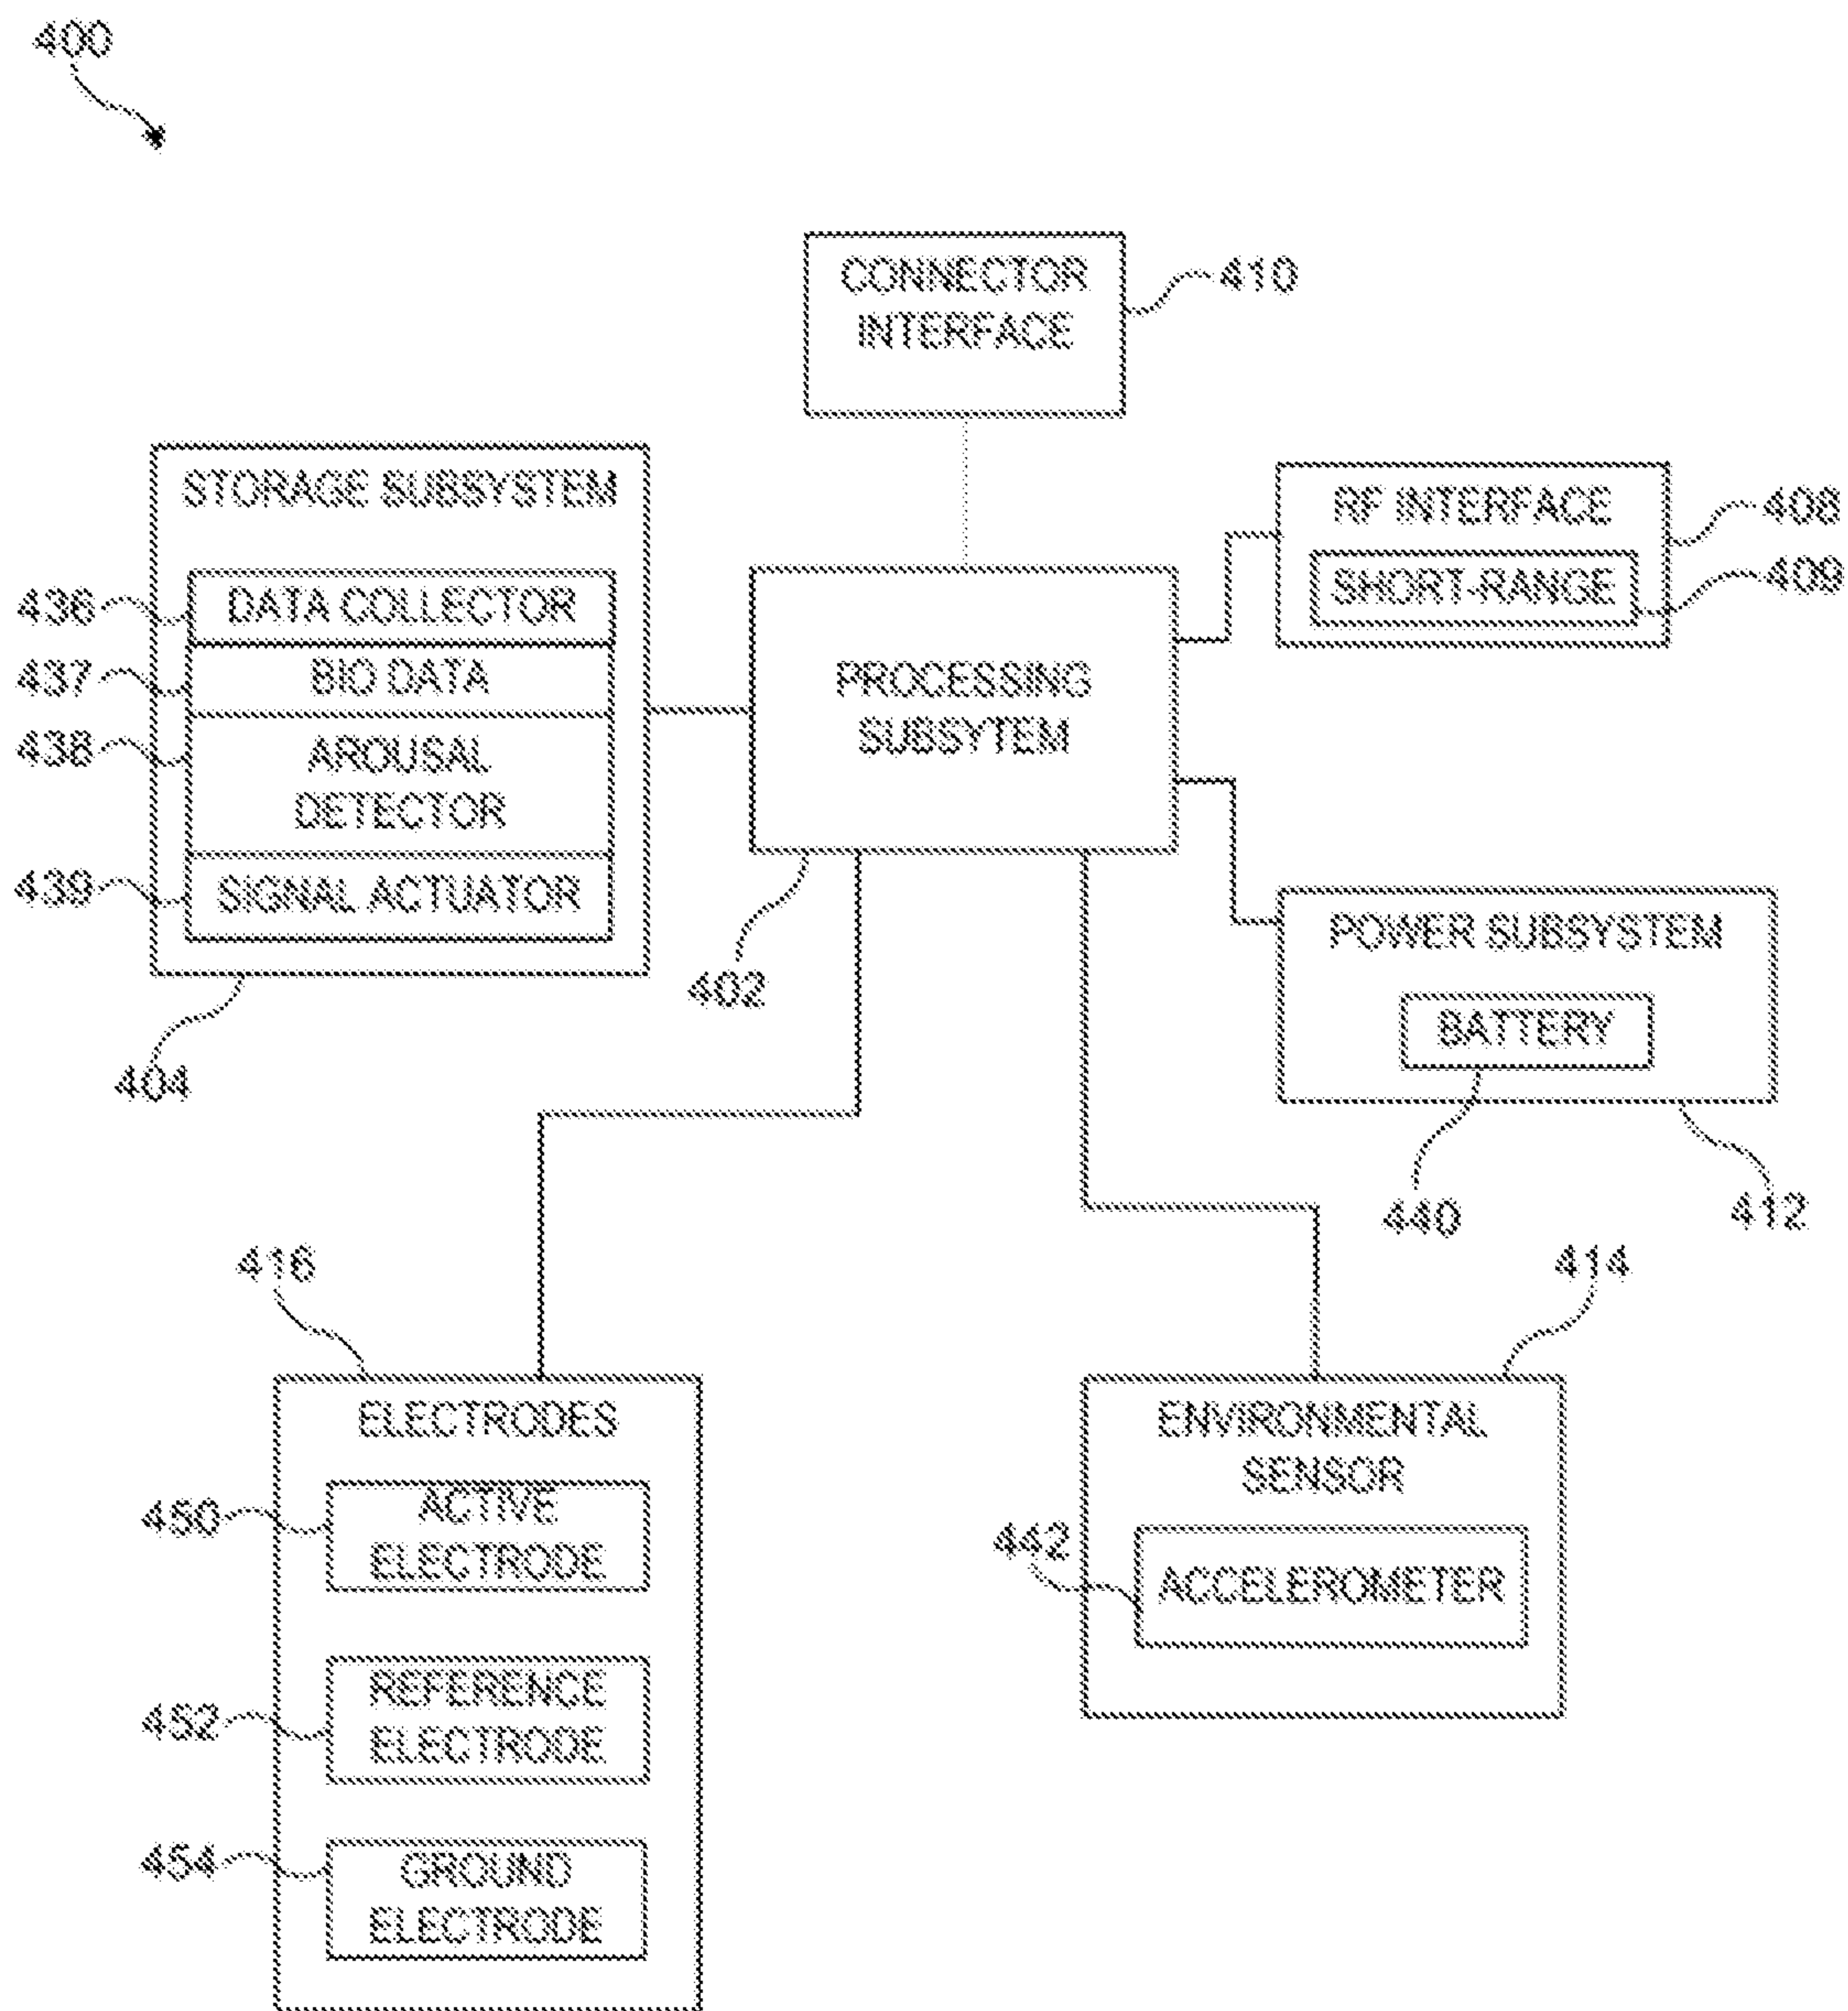 400
CONNECTOR
INTERFACE
410
STORAGE SUBSYSTEM
436
DATA COLLECTOR
437
BIO DATA
438
AROUSAL
DETECTOR
439
SIGNAL ACTUATOR
404
PROCESSING
SUBSYTEM
402
RF INTERFACE
408
SHORT-RANGE
409
POWER SUBSYSTEM
BATTERY
440
412
416
ELECTRODES
450
ACTIVE
ELECTRODE
452
REFERENCE
ELECTRODE
454
GROUND
ELECTRODE
414
ENVIRONMENTAL
SENSOR
442
ACCELEROMETER